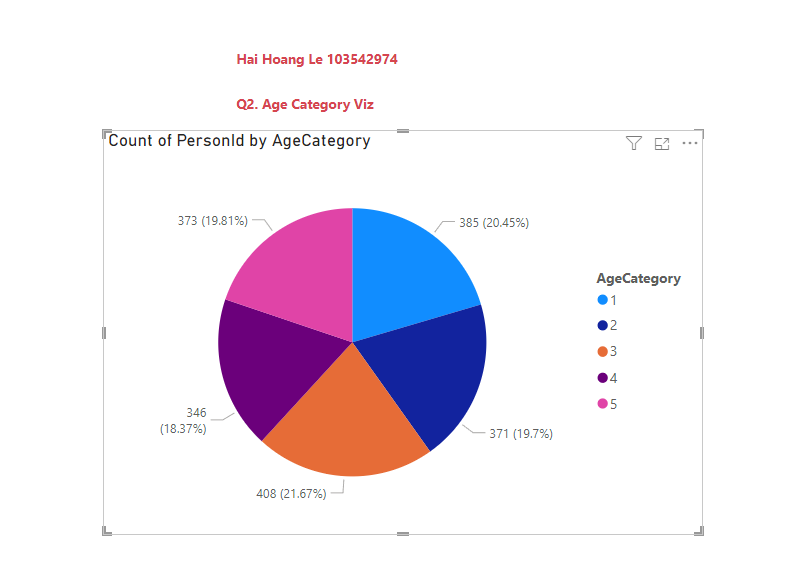 Hai Hoang Le 103542974
Q2. Age Category Viz
Count of PersonId by AgeCategory
373 (19.81%)
385 (20.45%)
AgeCategory
1
2
3
4
5
346
(18.37%)
371 (19.7%)
408 (21.67%)